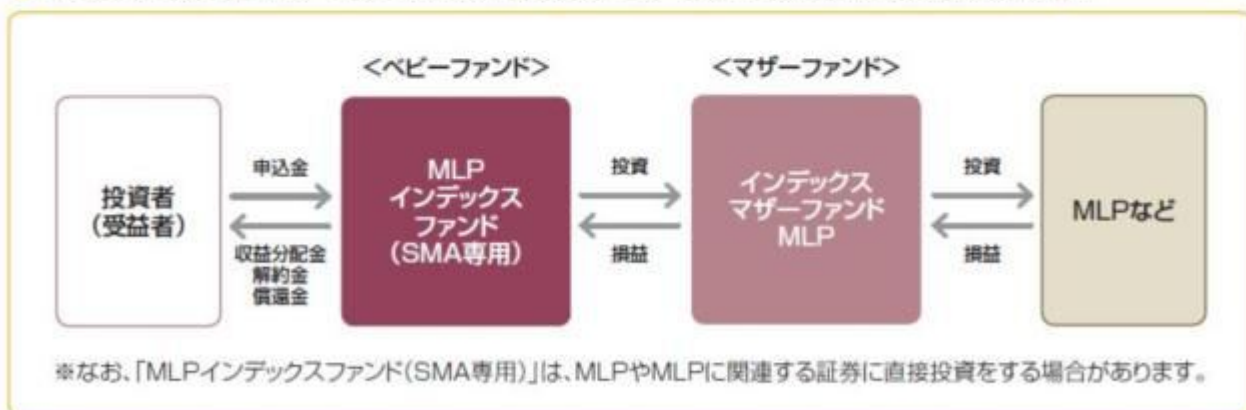 <ベビーファンド>
<マザーファンド>
投資者
(受益者)
申込金
収益分配金
解約金
償還金
MLP
インデックス
ファンド
(SMA専用)
投資
損益
インデックス
マザーファンド
MLP
投資
損益
MLPなど
※なお、「MLPインデックスファンド(SMA専用)」は、MLPやMLPに関連する証券に直接投資をする場合があります。